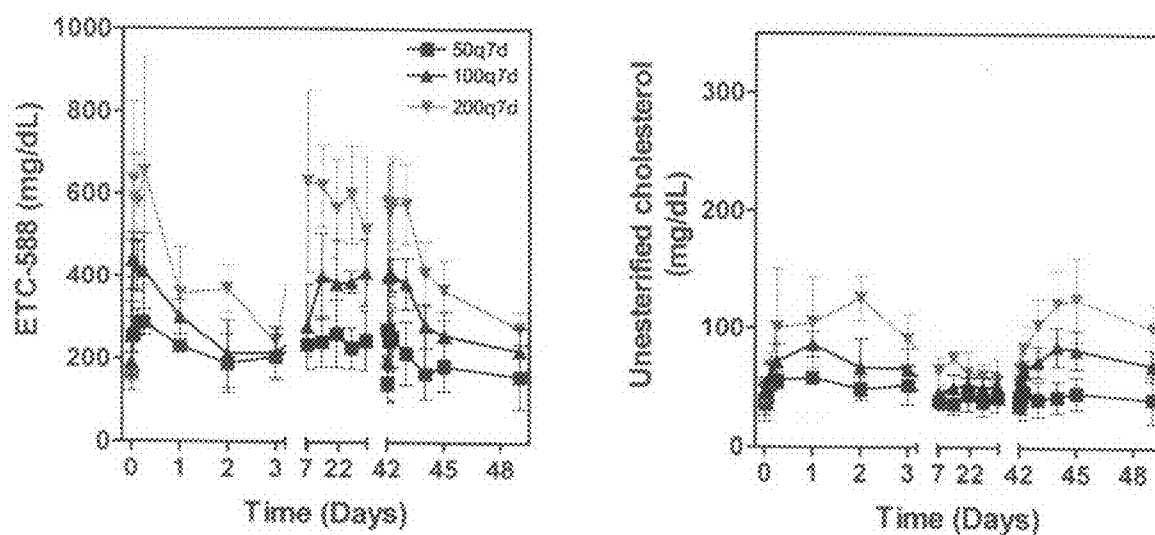 1000
800
600
400
200
0
ETC-588 (mg/dL)
50q7d
100q7d
200q7d
0 1 2 3 7 22 42 45 48
Time (Days)
300
200
100
0
Unesterified cholesterol
(mg/dL)
0 1 2 3 7 22 42 45 48
Time (Days)